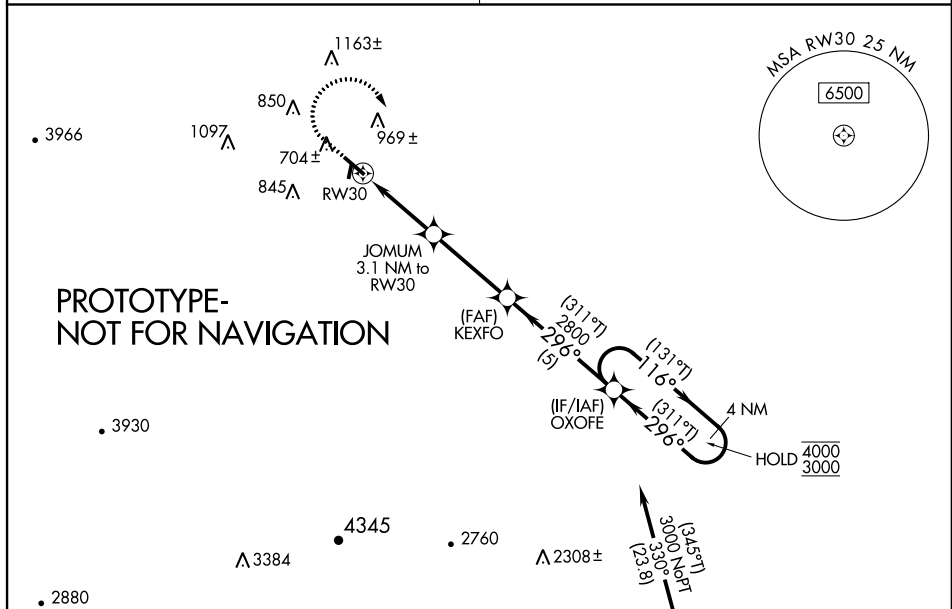 MSA RW30 25 NM
6500
1163±
850
3966
1097
969±
704±
845
RW30
JOMUM
3.1 NM to
RW30
PROTOTYPE-
NOT FOR NAVIGATION
(FAF)
KEXFO
(311°T)
2800
296°
(5)
(131°T)
116°
4 NM
(IF/IAF)
OXOFE
(311°T)
296°
HOLD 4000
3000
3930
4345
2760
3384
2308±
(345°T)
3000 NoPT
330°
(23.8)
2880